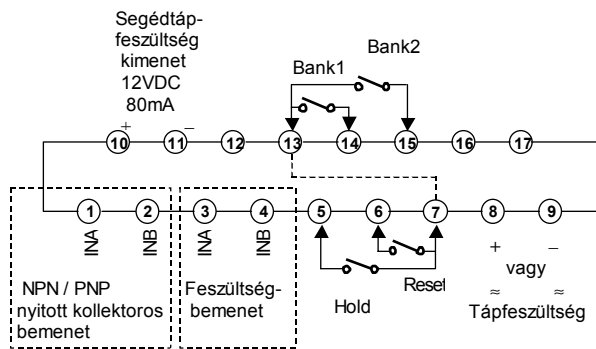 Segédtáp-
feszültség
kimenet
12VDC
80mA
Bank2
Bank1
+ −
10 11 12 13 14 15 16 17
1 2 3 4 5 6 7 8 9
INA INB INA INB
+ −
NPN / PNP
nyitott kollektoros
bemenet
Feszültség-
bemenet
Hold
Reset
vagy
≈ ≈
Tápfeszültség